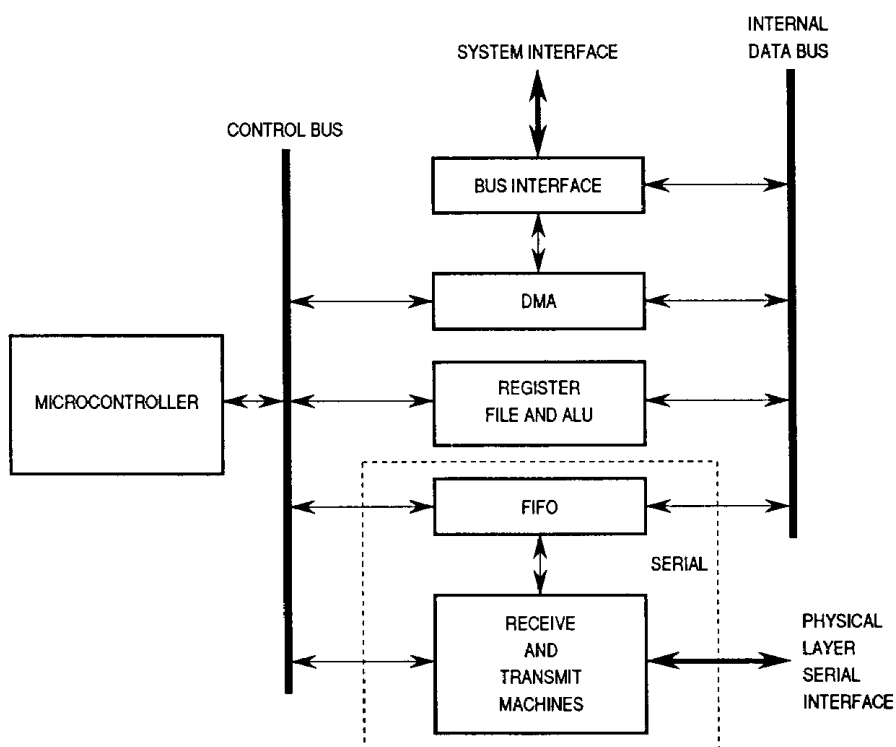 INTERNAL
DATA BUS
SYSTEM INTERFACE
CONTROL BUS
BUS INTERFACE
DMA
MICROCONTROLLER
REGISTER
FILE AND ALU
FIFO
SERIAL
RECEIVE
AND
TRANSMIT
MACHINES
PHYSICAL
LAYER
SERIAL
INTERFACE